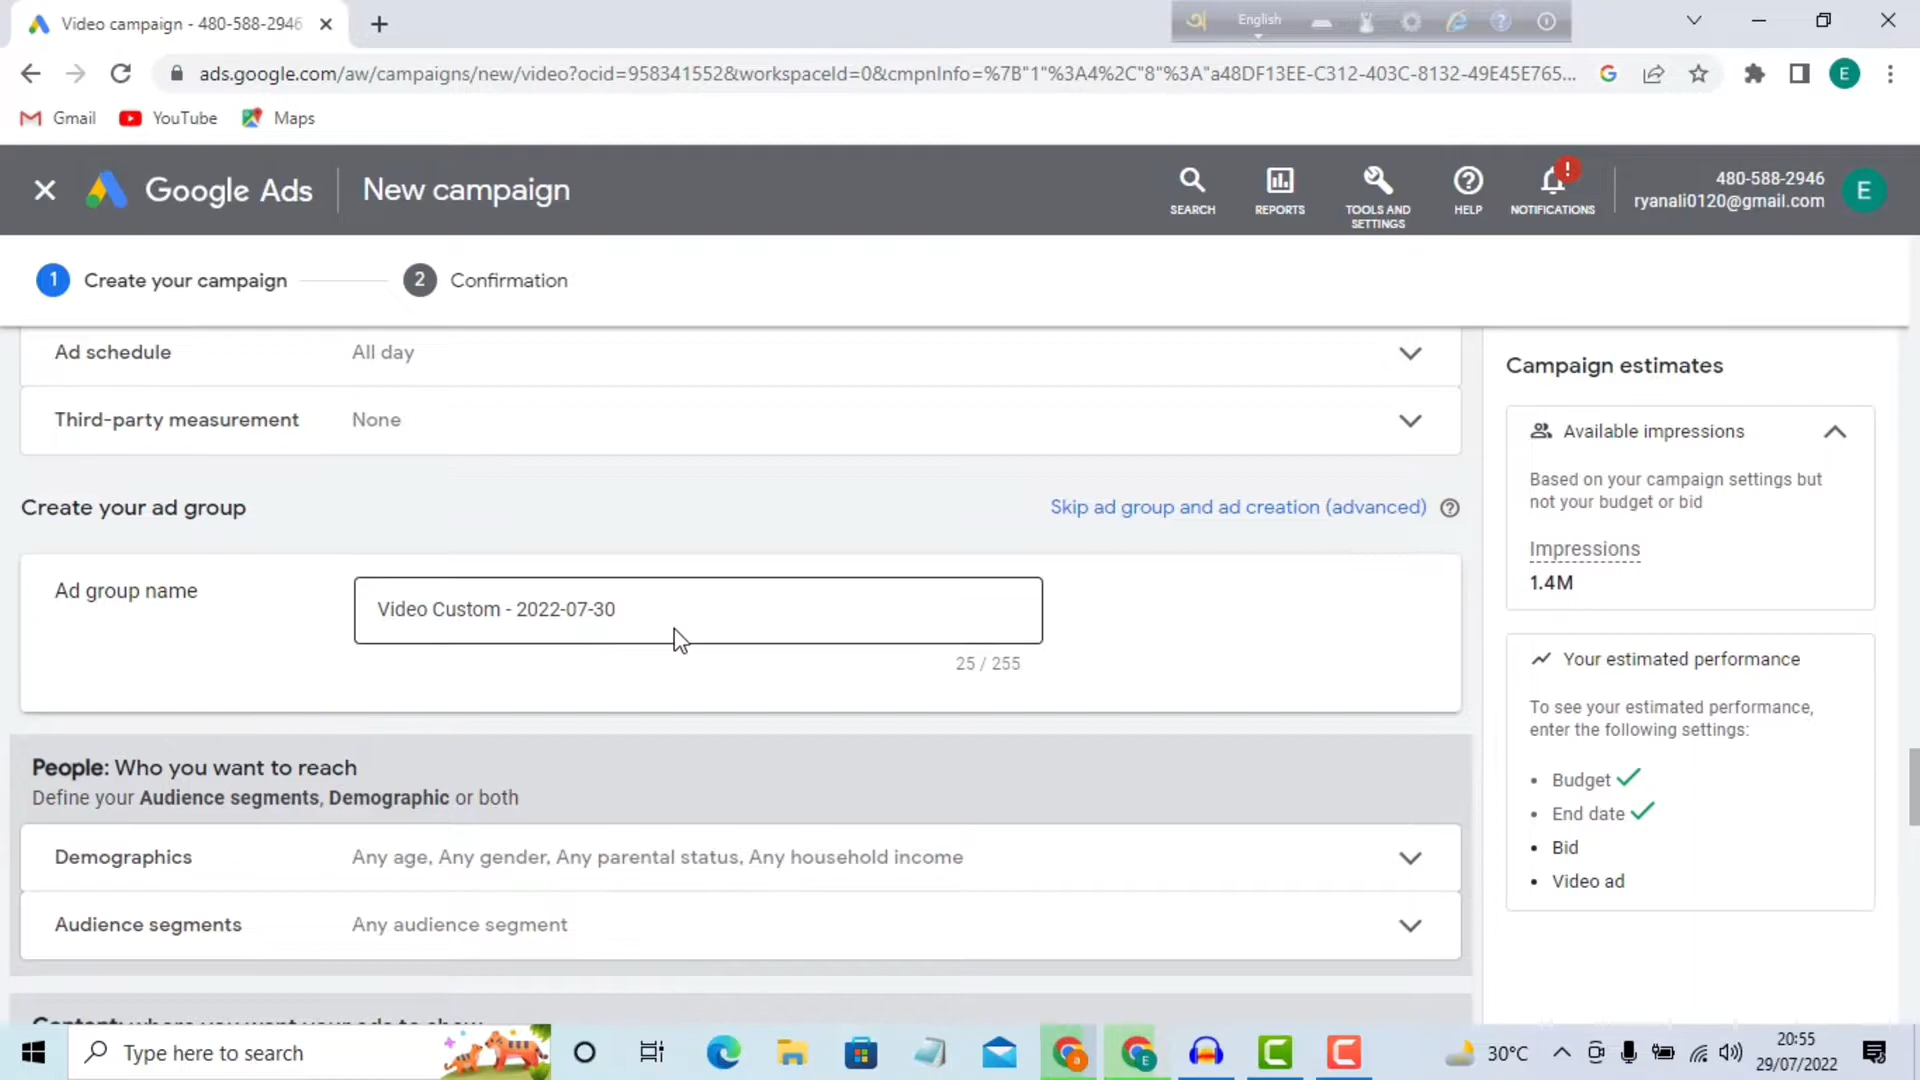 Video campaign - 480-588-2946
English
ads.google.com/aw/campaigns/new/video?ocid=958341552&workspaceId=0&cmpnInfo=%7B"1"%3A4%2C"8"%3A"a48DF13EE-C312-403C-8132-49E45E765...
E
Gmail
YouTube
Maps
Google Ads
New campaign
SEARCH
REPORTS
TOOLS AND
SETTINGS
HELP
NOTIFICATIONS
480-588-2946
ryanali0120@gmail.com
E
1 Create your campaign
2 Confirmation
Ad schedule
All day
Third-party measurement
None
Create your ad group
Skip ad group and ad creation (advanced)
Ad group name
Video Custom - 2022-07-30
25 / 255
People: Who you want to reach
Define your Audience segments, Demographic or both
Demographics
Any age, Any gender, Any parental status, Any household income
Audience segments
Any audience segment
Campaign estimates
Available impressions
Based on your campaign settings but
not your budget or bid
Impressions
1.4M
Your estimated performance
To see your estimated performance,
enter the following settings:
• Budget
• End date
• Bid
• Video ad
Type here to search
30°C
20:55
29/07/2022